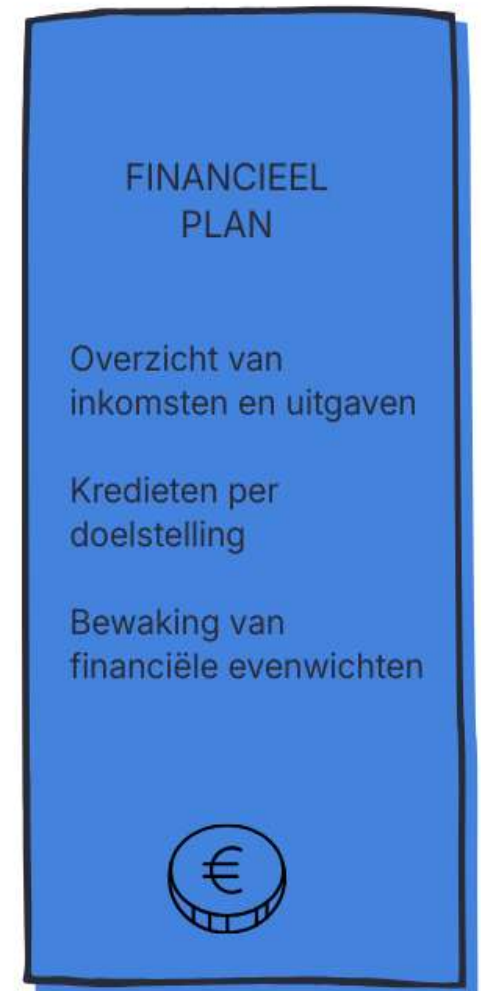 FINANCIEEL
PLAN
Overzicht van
inkomsten en uitgaven
Kredieten per
doelstelling
Bewaking van
financiële evenwichten
€